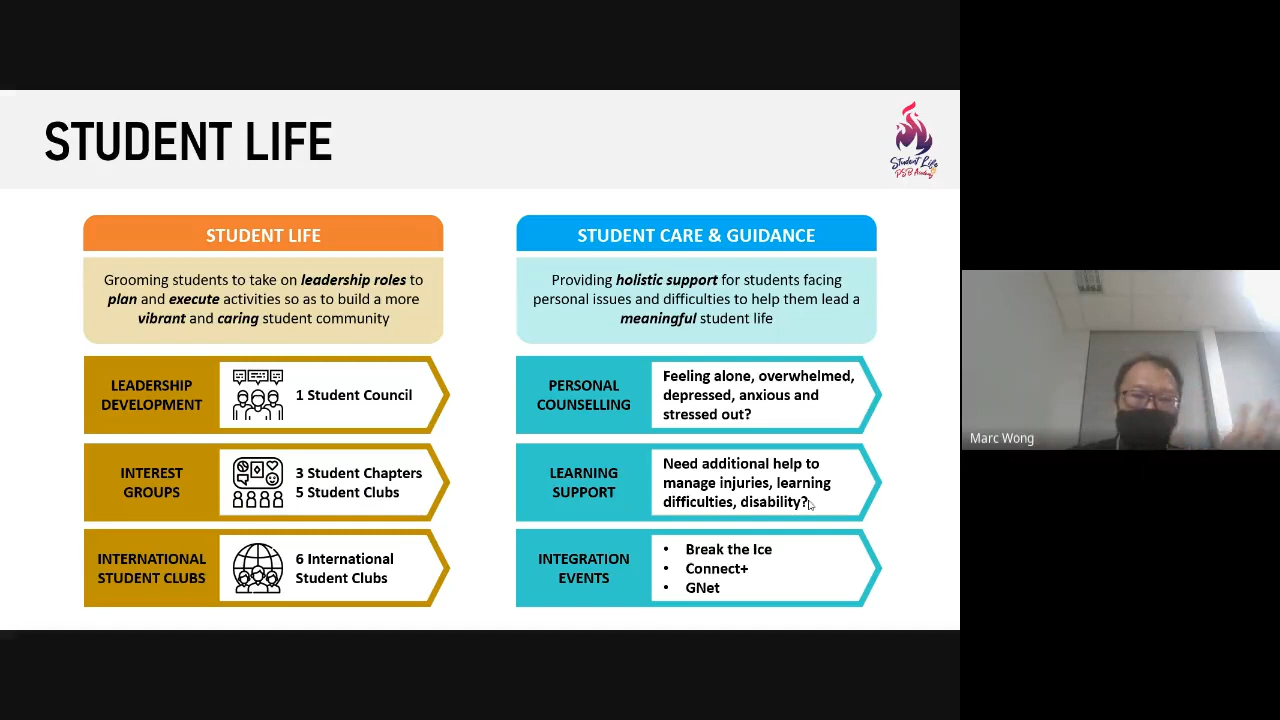 STUDENT LIFE
Student Life
PSB Academy
STUDENT LIFE
Grooming students to take on leadership roles to
plan and execute activities so as to build a more
vibrant and caring student community
LEADERSHIP
DEVELOPMENT
1 Student Council
INTEREST
GROUPS
3 Student Chapters
5 Student Clubs
INTERNATIONAL
STUDENT CLUBS
6 International
Student Clubs
STUDENT CARE & GUIDANCE
Providing holistic support for students facing
personal issues and difficulties to help them lead a
meaningful student life
PERSONAL
COUNSELLING
Feeling alone, overwhelmed,
depressed, anxious and
stressed out?
LEARNING
SUPPORT
Need additional help to
manage injuries, learning
difficulties, disability?
INTEGRATION
EVENTS
• Break the Ice
• Connect+
• GNet
Marc Wong